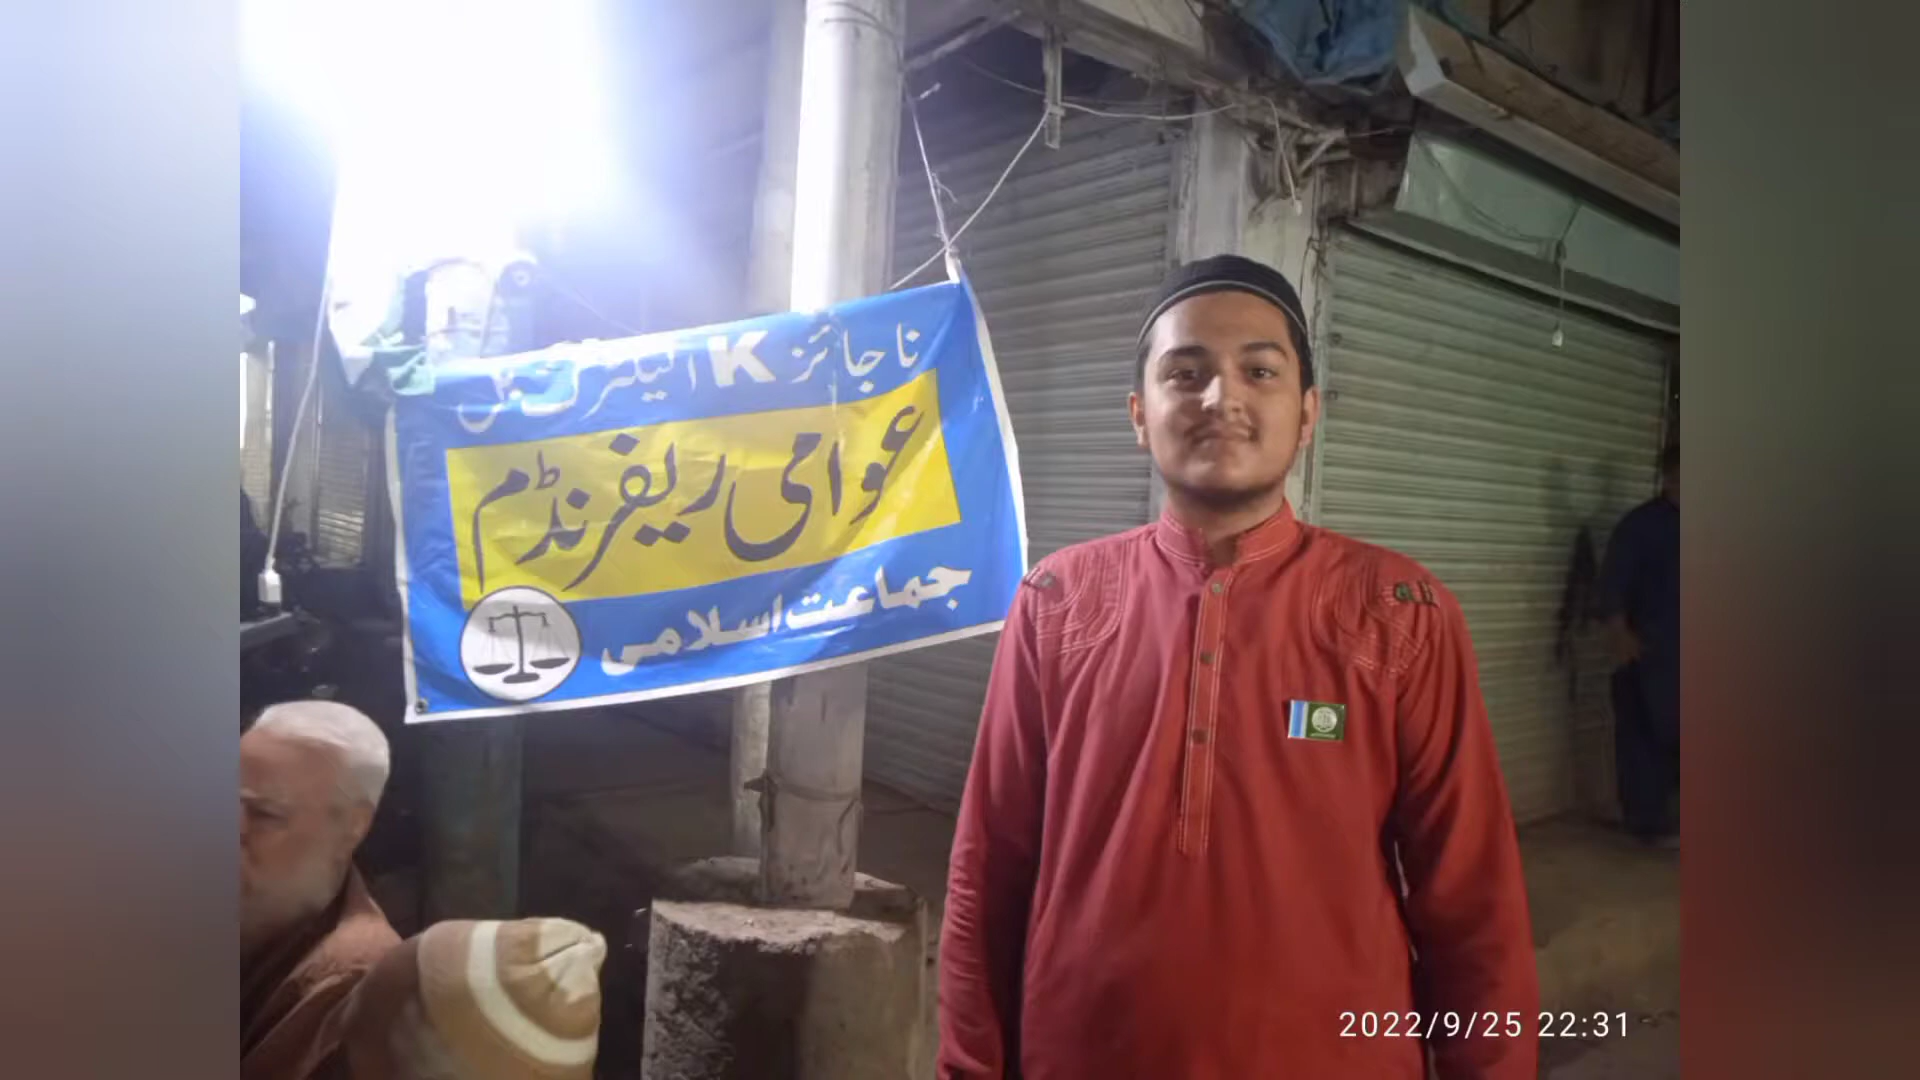 ناجائز K الیکٹرک بل
عوامی ریفرنڈم
جماعت اسلامی
2022/9/25 22:31